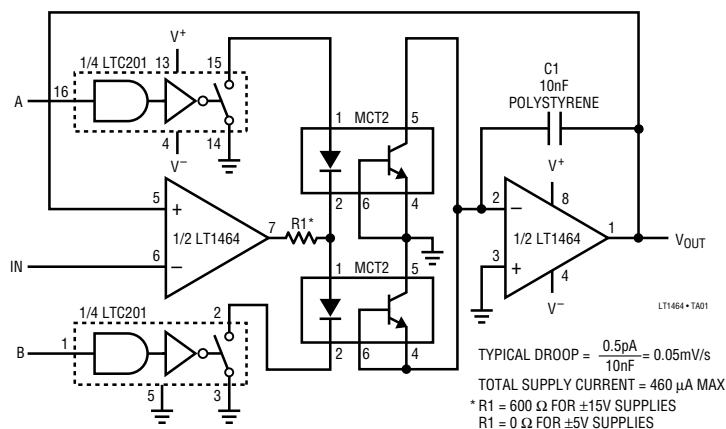 C1
10nF
POLYSTYRENE
V+
1/4 LTC201
13
15
A
16
4
14
V−
1
MCT2
5
2
6
4
5
+
6
−
7
R1*
1/2 LT1464
IN
1
MCT2
5
2
6
4
1/4 LTC201
2
B
1
5
3
V+
2
−
8
1/2 LT1464
1
VOUT
3
+
4
V−
LT1464 • TA01
TYPICAL DROOP = 0.5pA / 10nF = 0.05mV/s
TOTAL SUPPLY CURRENT = 460 µA MAX
* R1 = 600 Ω FOR ±15V SUPPLIES
R1 = 0 Ω FOR ±5V SUPPLIES